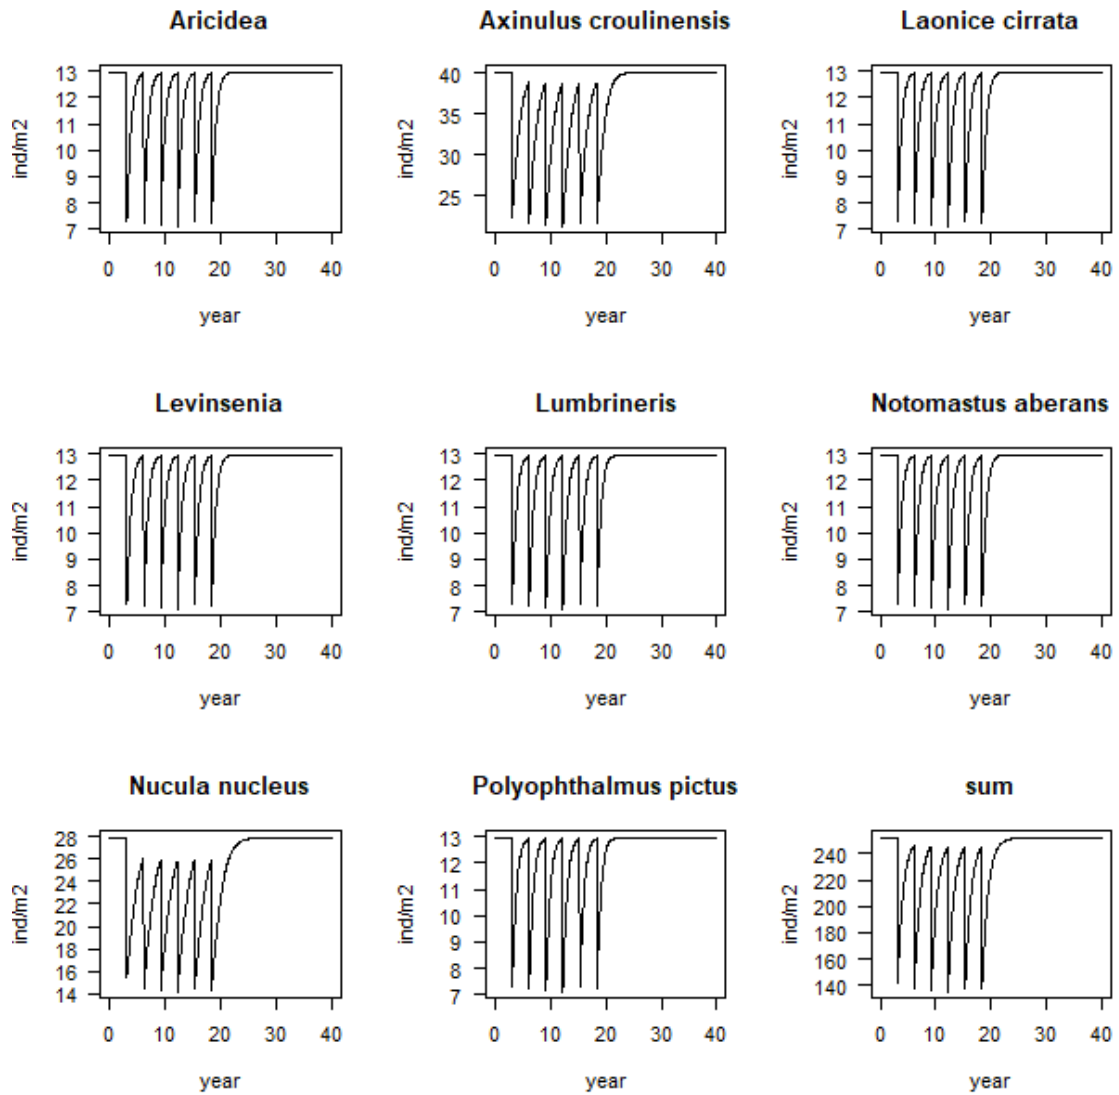 Aricidea
13
12
11
10
9
8
7
ind/m2
0 10 20 30 40
year
Axinulus croulinensis
40
35
30
25
ind/m2
0 10 20 30 40
year
Laonice cirrata
13
12
11
10
9
8
7
ind/m2
0 10 20 30 40
year
Levinsenia
13
12
11
10
9
8
7
ind/m2
0 10 20 30 40
year
Lumbrineris
13
12
11
10
9
8
7
ind/m2
0 10 20 30 40
year
Notomastus aberans
13
12
11
10
9
8
7
ind/m2
0 10 20 30 40
year
Nucula nucleus
28
26
24
22
20
18
16
14
ind/m2
0 10 20 30 40
year
Polyophthalmus pictus
13
12
11
10
9
8
7
ind/m2
0 10 20 30 40
year
sum
240
220
200
180
160
140
ind/m2
0 10 20 30 40
year